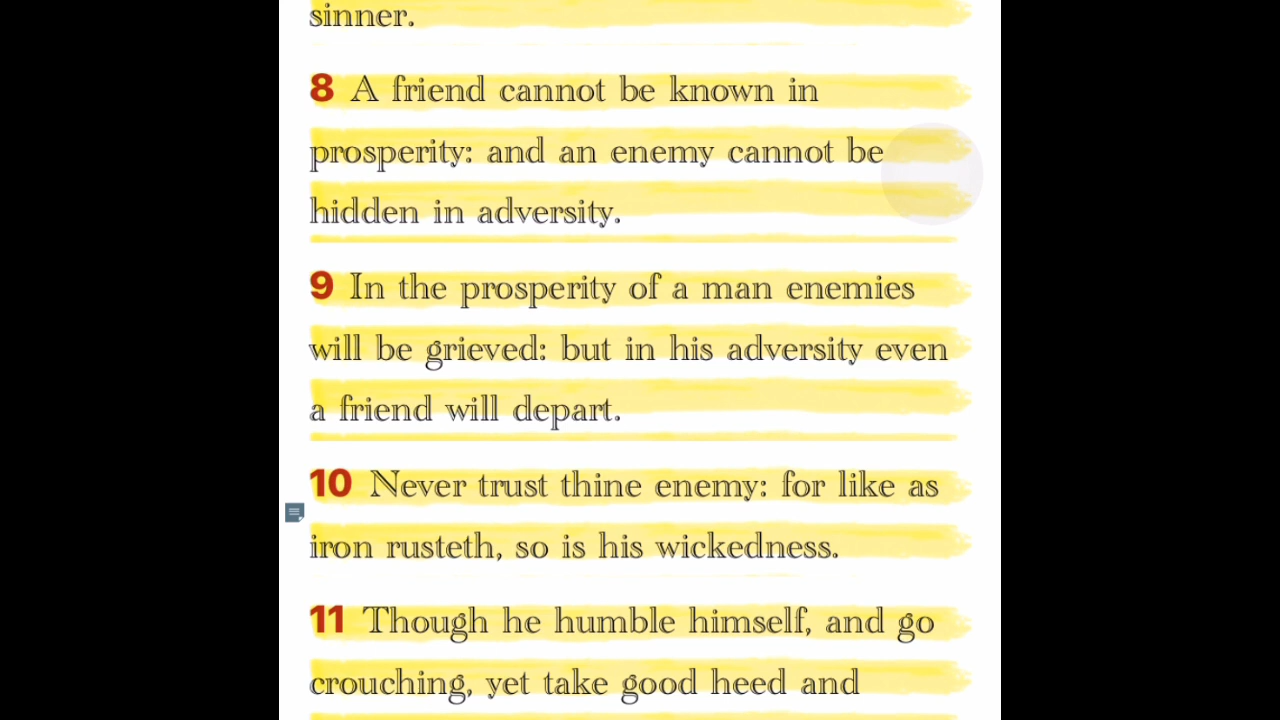 sinner.
8 A friend cannot be known in
prosperity: and an enemy cannot be
hidden in adversity.
9 In the prosperity of a man enemies
will be grieved: but in his adversity even
a friend will depart.
10 Never trust thine enemy: for like as
iron rusteth, so is his wickedness.
11 Though he humble himself, and go
crouching, yet take good heed and